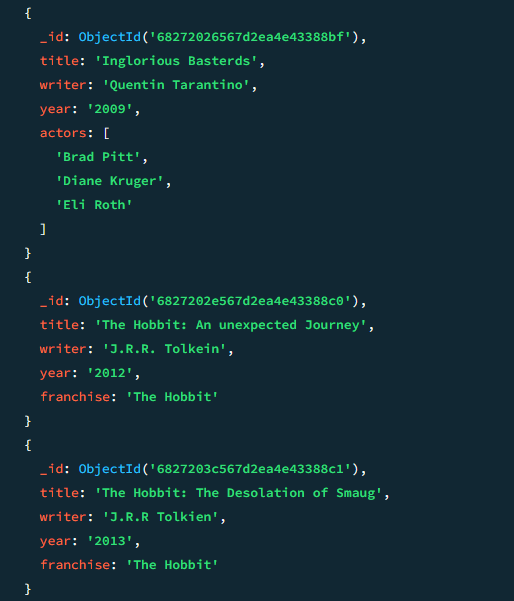 {
_id: ObjectId('68272026567d2ea4e43388bf'),
title: 'Inglorious Basterds',
writer: 'Quentin Tarantino',
year: '2009',
actors: [
'Brad Pitt',
'Diane Kruger',
'Eli Roth'
]
}
{
_id: ObjectId('6827202e567d2ea4e43388c0'),
title: 'The Hobbit: An unexpected Journey',
writer: 'J.R.R. Tolkein',
year: '2012',
franchise: 'The Hobbit'
}
{
_id: ObjectId('6827203c567d2ea4e43388c1'),
title: 'The Hobbit: The Desolation of Smaug',
writer: 'J.R.R Tolkien',
year: '2013',
franchise: 'The Hobbit'
}